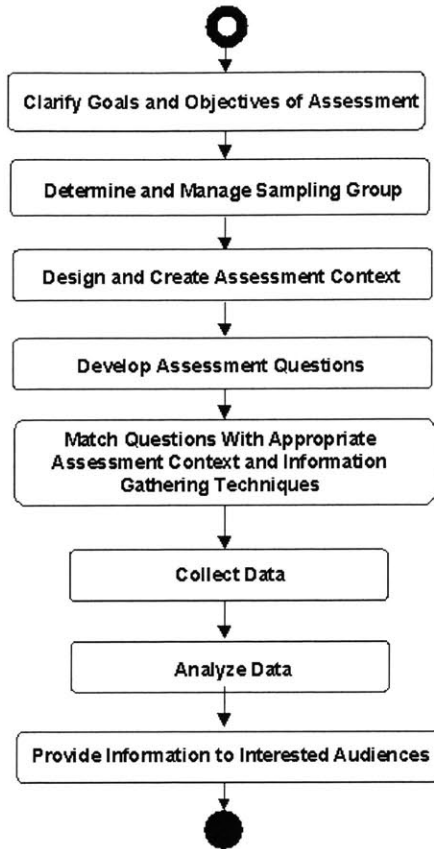 Clarify Goals and Objectives of Assessment
Determine and Manage Sampling Group
Design and Create Assessment Context
Develop Assessment Questions
Match Questions With Appropriate
Assessment Context and Information
Gathering Techniques
Collect Data
Analyze Data
Provide Information to Interested Audiences